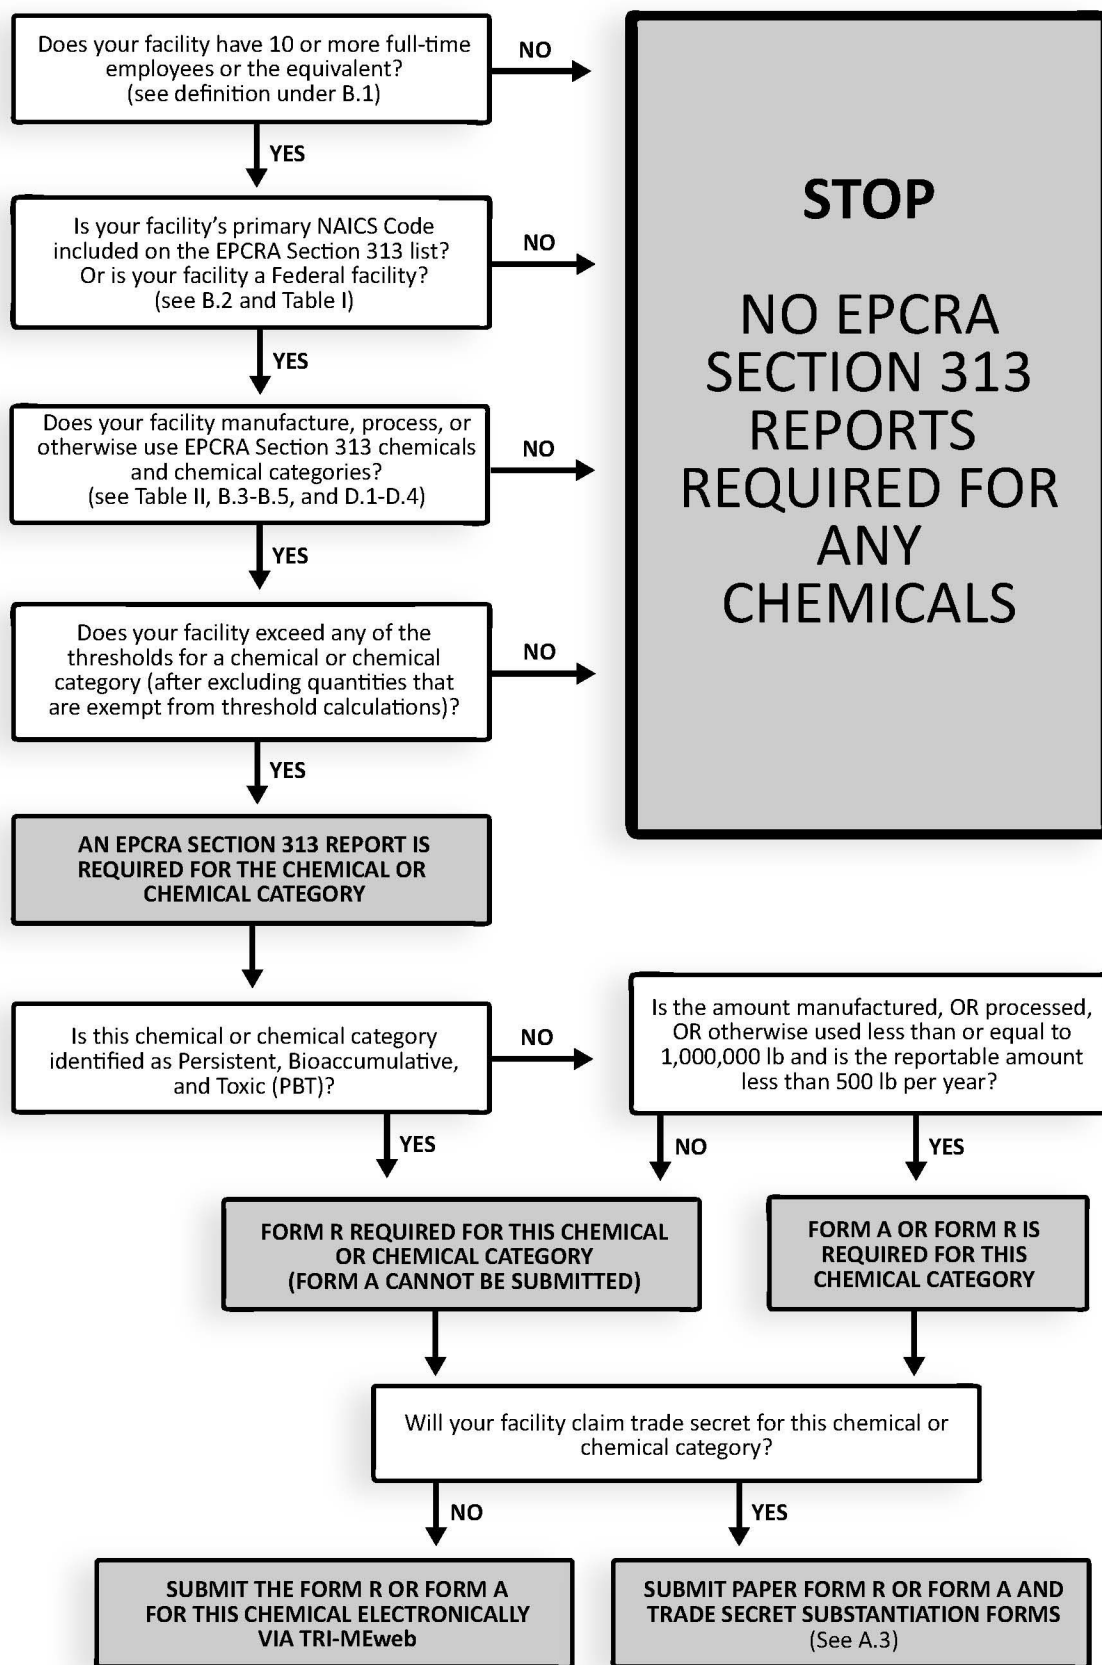 Does your facility have 10 or more full-time
employees or the equivalent?
(see definition under B.1)
NO
YES
Is your facility's primary NAICS Code
included on the EPCRA Section 313 list?
Or is your facility a Federal facility?
(see B.2 and Table I)
NO
YES
Does your facility manufacture, process, or
otherwise use EPCRA Section 313 chemicals
and chemical categories?
(see Table II, B.3-B.5, and D.1-D.4)
NO
YES
Does your facility exceed any of the
thresholds for a chemical or chemical
category (after excluding quantities that
are exempt from threshold calculations)?
NO
YES
STOP
NO EPCRA
SECTION 313
REPORTS
REQUIRED FOR
ANY
CHEMICALS
AN EPCRA SECTION 313 REPORT IS
REQUIRED FOR THE CHEMICAL OR
CHEMICAL CATEGORY
Is this chemical or chemical category
identified as Persistent, Bioaccumulative,
and Toxic (PBT)?
NO
YES
Is the amount manufactured, OR processed,
OR otherwise used less than or equal to
1,000,000 lb and is the reportable amount
less than 500 lb per year?
NO
YES
FORM R REQUIRED FOR THIS CHEMICAL
OR CHEMICAL CATEGORY
(FORM A CANNOT BE SUBMITTED)
FORM A OR FORM R IS
REQUIRED FOR THIS
CHEMICAL CATEGORY
Will your facility claim trade secret for this chemical or
chemical category?
NO
YES
SUBMIT THE FORM R OR FORM A
FOR THIS CHEMICAL ELECTRONICALLY
VIA TRI-MEweb
SUBMIT PAPER FORM R OR FORM A AND
TRADE SECRET SUBSTANTIATION FORMS
(See A.3)